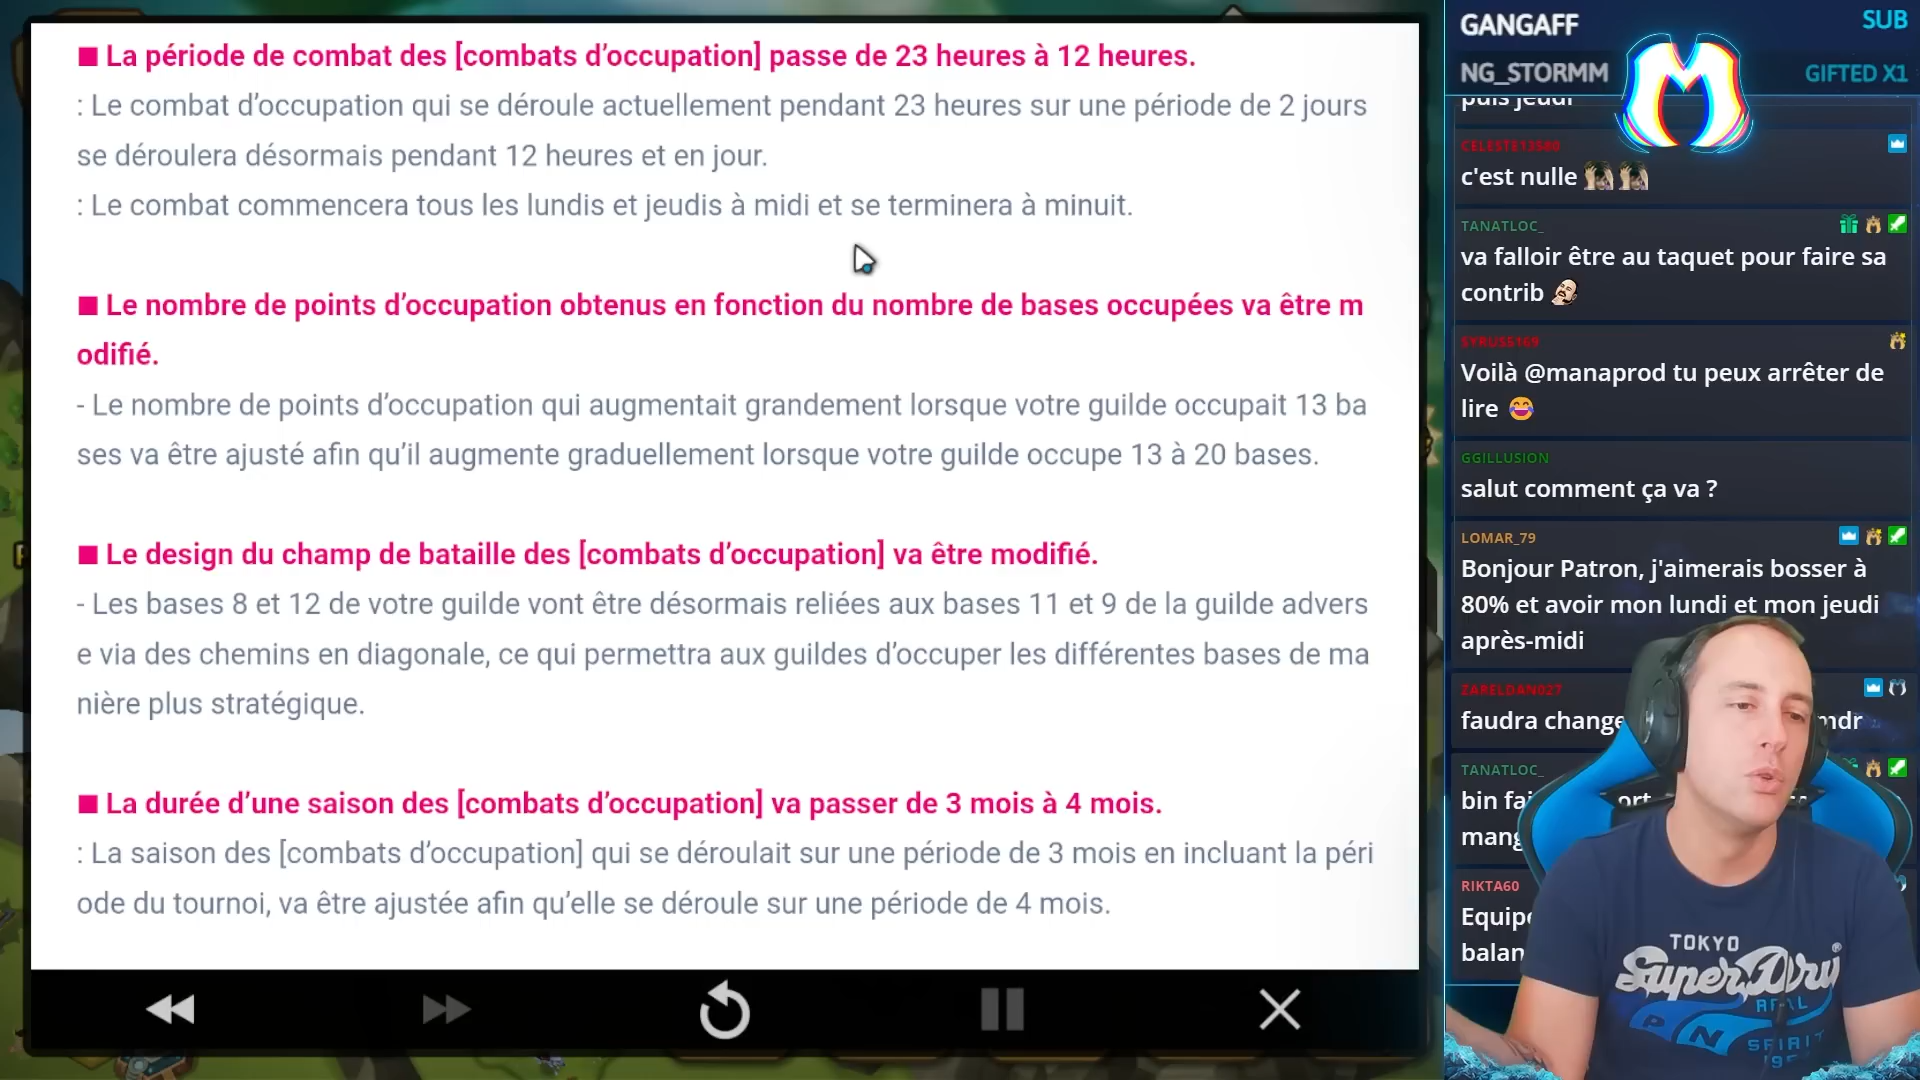 ■ La période de combat des [combats d’occupation] passe de 23 heures à 12 heures.
: Le combat d’occupation qui se déroule actuellement pendant 23 heures sur une période de 2 jours
se déroulera désormais pendant 12 heures et en jour.
: Le combat commencera tous les lundis et jeudis à midi et se terminera à minuit.
■ Le nombre de points d’occupation obtenus en fonction du nombre de bases occupées va être m
odifié.
- Le nombre de points d’occupation qui augmentait grandement lorsque votre guilde occupait 13 ba
ses va être ajusté afin qu’il augmente graduellement lorsque votre guilde occupe 13 à 20 bases.
■ Le design du champ de bataille des [combats d’occupation] va être modifié.
- Les bases 8 et 12 de votre guilde vont être désormais reliées aux bases 11 et 9 de la guilde advers
e via des chemins en diagonale, ce qui permettra aux guildes d’occuper les différentes bases de ma
nière plus stratégique.
■ La durée d’une saison des [combats d’occupation] va passer de 3 mois à 4 mois.
: La saison des [combats d’occupation] qui se déroulait sur une période de 3 mois en incluant la péri
ode du tournoi, va être ajustée afin qu’elle se déroule sur une période de 4 mois.
GANGAFF SUB
NG_STORMM GIFTED X1
puis jeudi
CELESTE13580
c'est nulle
TANATLOC_
va falloir être au taquet pour faire sa
contrib
SYRUS5169
Voilà @manaprod tu peux arrêter de
lire
GGILLUSION
salut comment ça va ?
LOMAR_79
Bonjour Patron, j'aimerais bosser à
80% et avoir mon lundi et mon jeudi
après-midi
ZARELDAN027
faudra change mdr
TANATLOC_
bin fai
mang
RIKTA60
Equipe
balan
TOKYO
SuperDry
REAL
SPIRIT